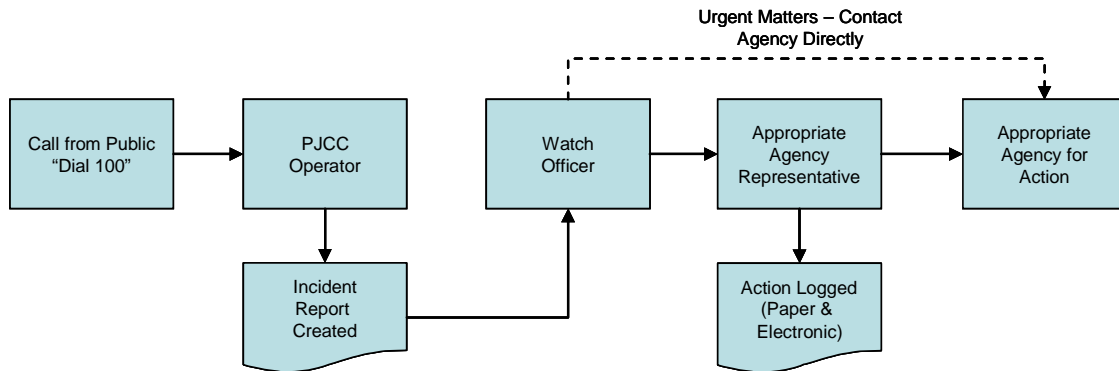 Urgent Matters – Contact
Agency Directly
Call from Public
“Dial 100”
PJCC
Operator
Watch
Officer
Appropriate
Agency
Representative
Appropriate
Agency for
Action
Incident
Report
Created
Action Logged
(Paper &
Electronic)